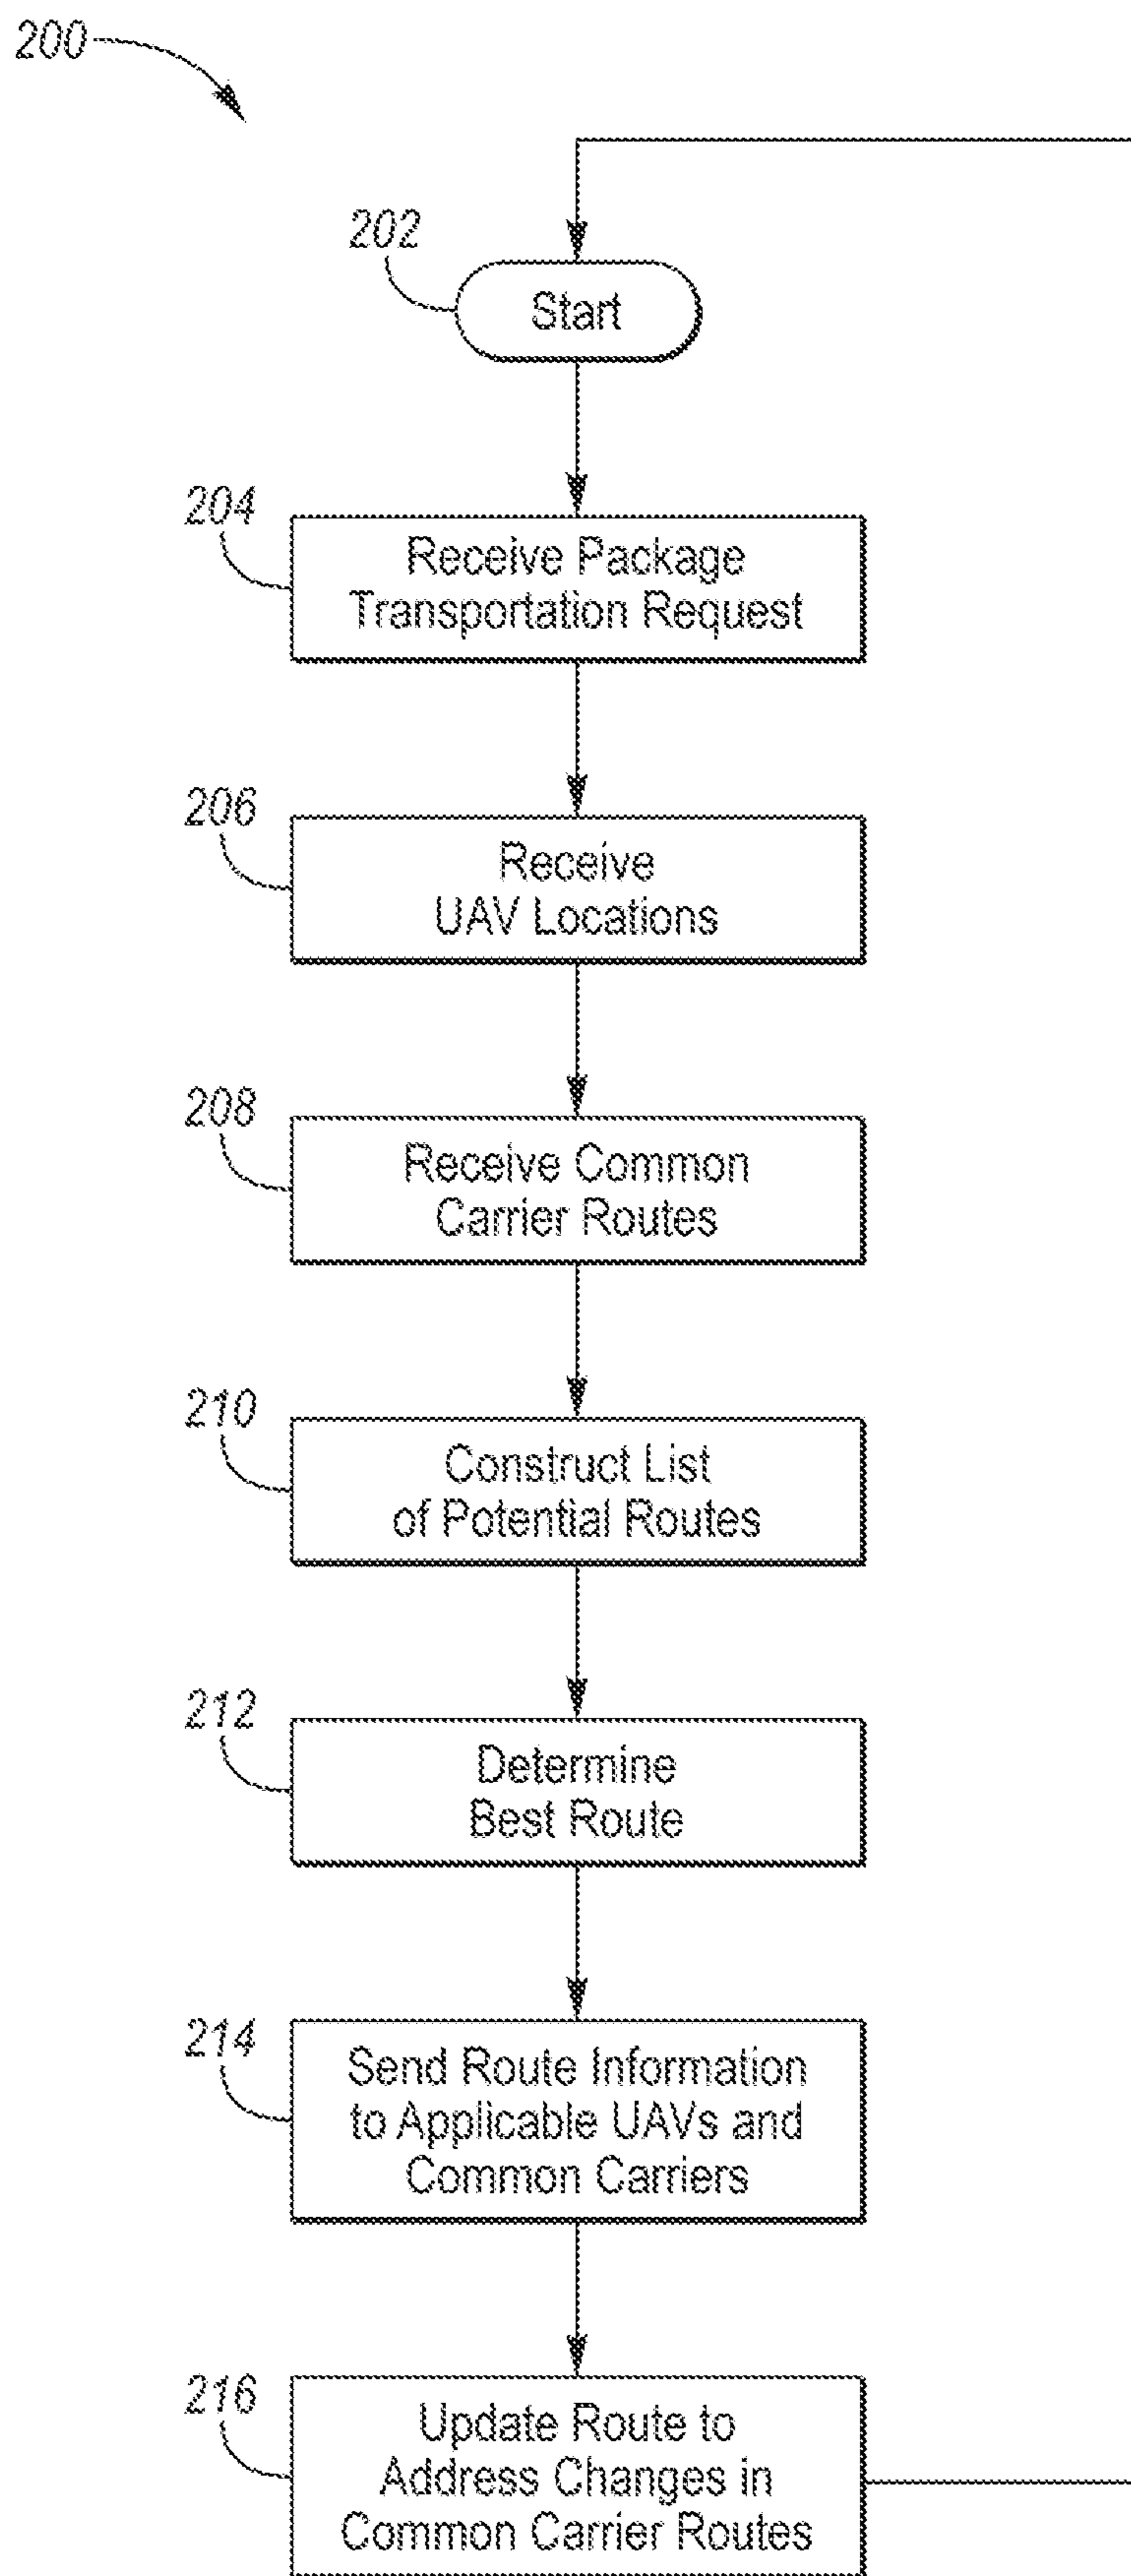 200
202
Start
204
Receive Package
Transportation Request
206
Receive
UAV Locations
208
Receive Common
Carrier Routes
210
Construct List
of Potential Routes
212
Determine
Best Route
214
Send Route Information
to Applicable UAVs and
Common Carriers
216
Update Route to
Address Changes in
Common Carrier Routes